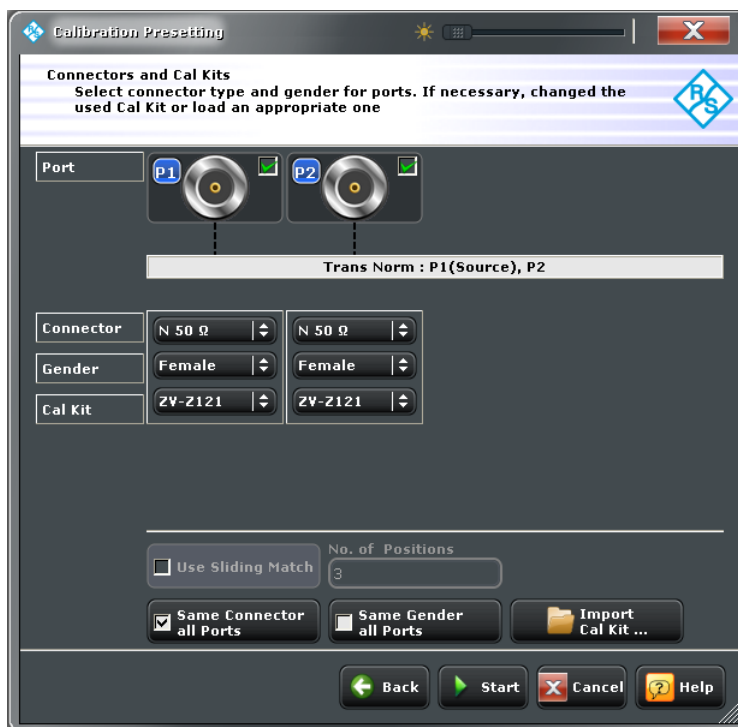 Calibration Presetting
X
Connectors and Cal Kits
Select connector type and gender for ports. If necessary, changed the
used Cal Kit or load an appropriate one
R&S
Port
P1
P2
Trans Norm : P1(Source), P2
Connector
N 50 Ω
N 50 Ω
Gender
Female
Female
Cal Kit
ZV-Z121
ZV-Z121
Use Sliding Match
No. of Positions
3
Same Connector
all Ports
Same Gender
all Ports
Import
Cal Kit ...
Back
Start
X Cancel
? Help